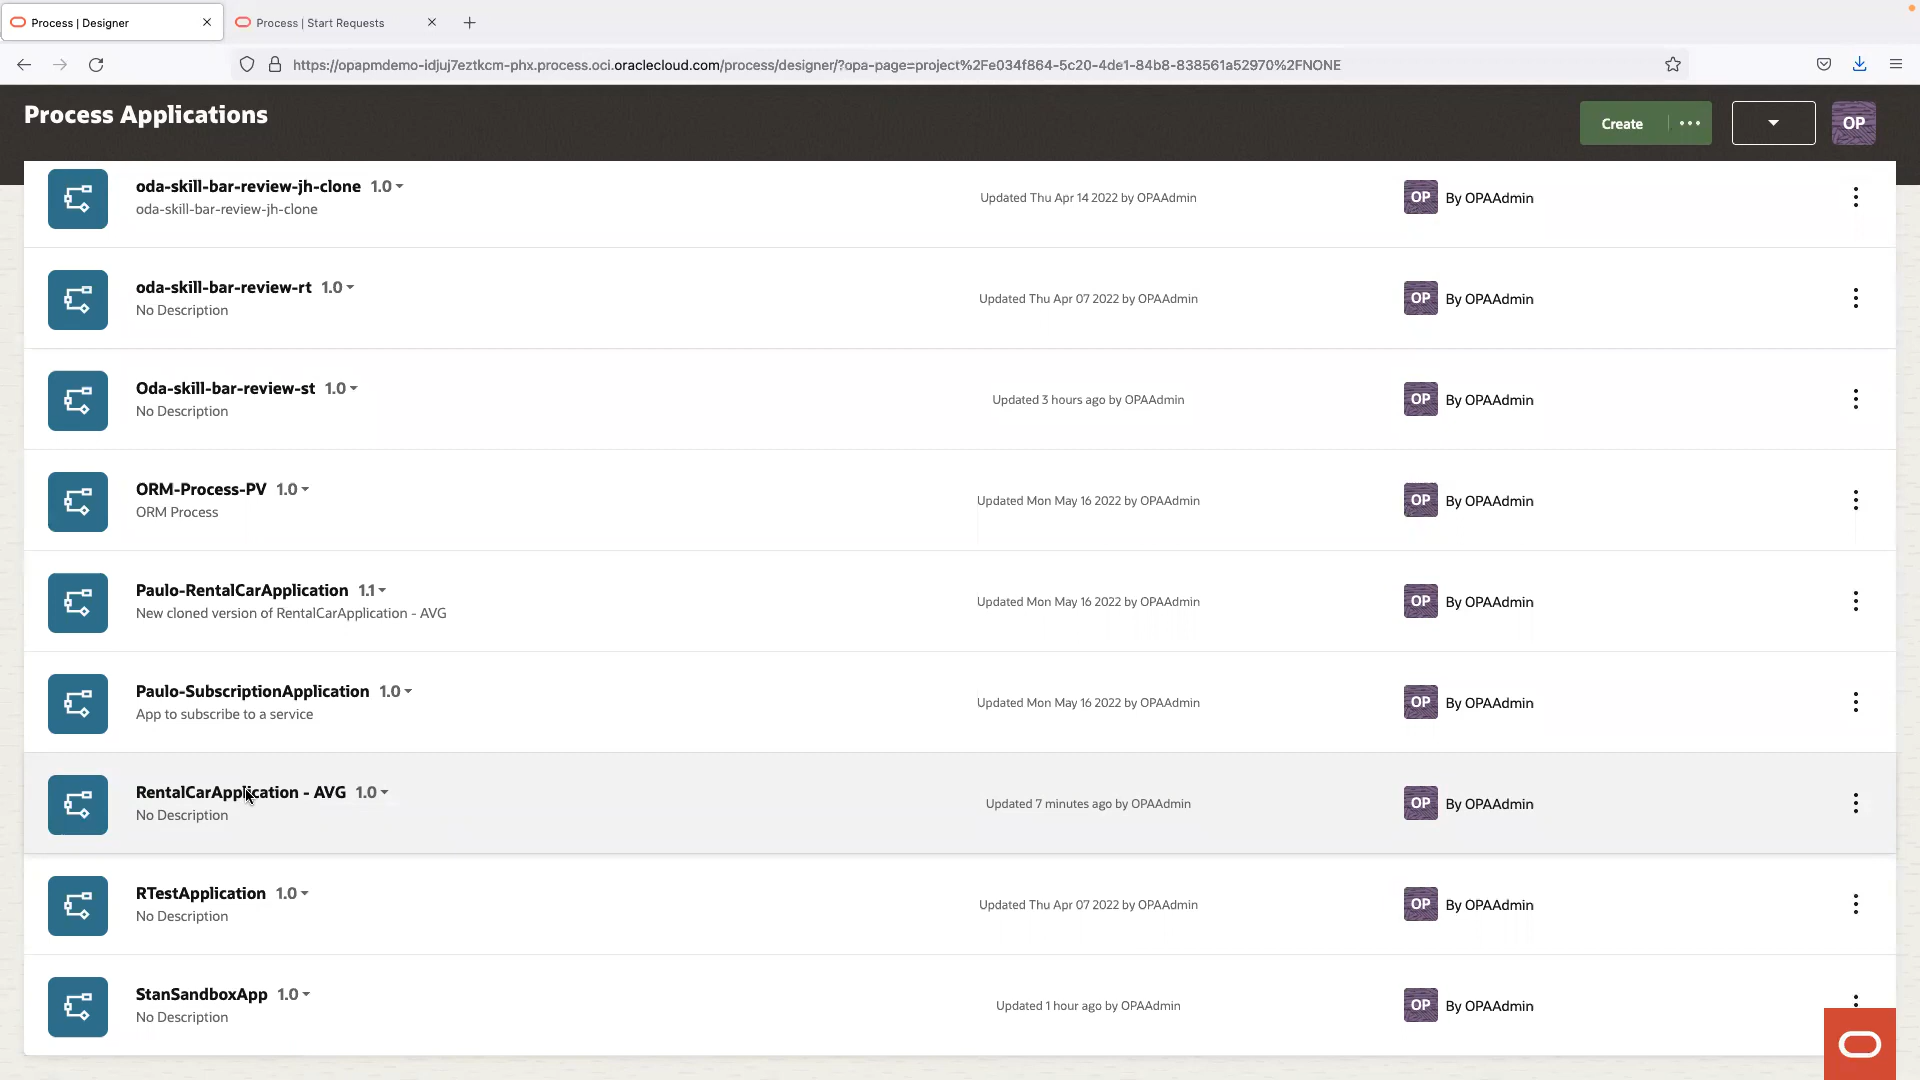 Process | Designer
Process | Start Requests
https://opapmdemo-idjuj7eztkcm-phx.process.oci.oraclecloud.com/process/designer/?opa-page=project%2Fe034f864-5c20-4de1-84b8-838561a52970%2FNONE
Process Applications
Create
OP
oda-skill-bar-review-jh-clone 1.0
oda-skill-bar-review-jh-clone
Updated Thu Apr 14 2022 by OPAAdmin
OP By OPAAdmin
oda-skill-bar-review-rt 1.0
No Description
Updated Thu Apr 07 2022 by OPAAdmin
OP By OPAAdmin
Oda-skill-bar-review-st 1.0
No Description
Updated 3 hours ago by OPAAdmin
OP By OPAAdmin
ORM-Process-PV 1.0
ORM Process
Updated Mon May 16 2022 by OPAAdmin
OP By OPAAdmin
Paulo-RentalCarApplication 1.1
New cloned version of RentalCarApplication - AVG
Updated Mon May 16 2022 by OPAAdmin
OP By OPAAdmin
Paulo-SubscriptionApplication 1.0
App to subscribe to a service
Updated Mon May 16 2022 by OPAAdmin
OP By OPAAdmin
RentalCarApplication - AVG 1.0
No Description
Updated 7 minutes ago by OPAAdmin
OP By OPAAdmin
RTestApplication 1.0
No Description
Updated Thu Apr 07 2022 by OPAAdmin
OP By OPAAdmin
StanSandboxApp 1.0
No Description
Updated 1 hour ago by OPAAdmin
OP By OPAAdmin